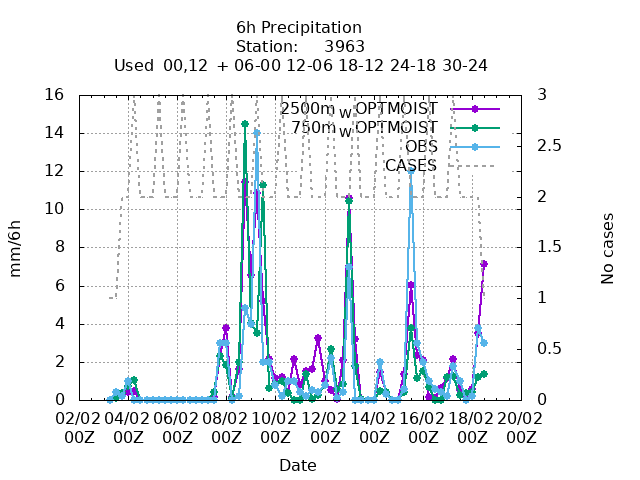 6h Precipitation
Station: 3963
Used 00,12 + 06-00 12-06 18-12 24-18 30-24
16 3
2500m_w_OPTMOIST
14 750m_w_OPTMOIST
OBS 2.5
12 CASES
10 2
8 1.5
6 1
4
2 0.5
0 0
mm/6h
No cases
02/02 04/02 06/02 08/02 10/02 12/02 14/02 16/02 18/02 20/02
00Z 00Z 00Z 00Z 00Z 00Z 00Z 00Z 00Z 00Z
Date